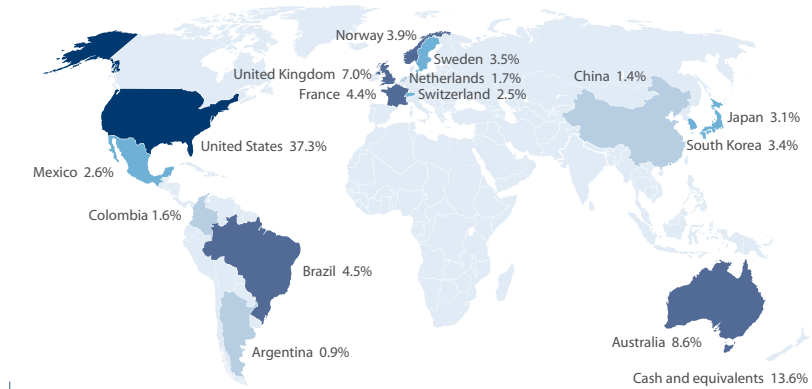 Norway 3.9%
Sweden 3.5%
United Kingdom 7.0%
Netherlands 1.7%
China 1.4%
France 4.4%
Switzerland 2.5%
Japan 3.1%
United States 37.3%
South Korea 3.4%
Mexico 2.6%
Colombia 1.6%
Brazil 4.5%
Australia 8.6%
Argentina 0.9%
Cash and equivalents 13.6%